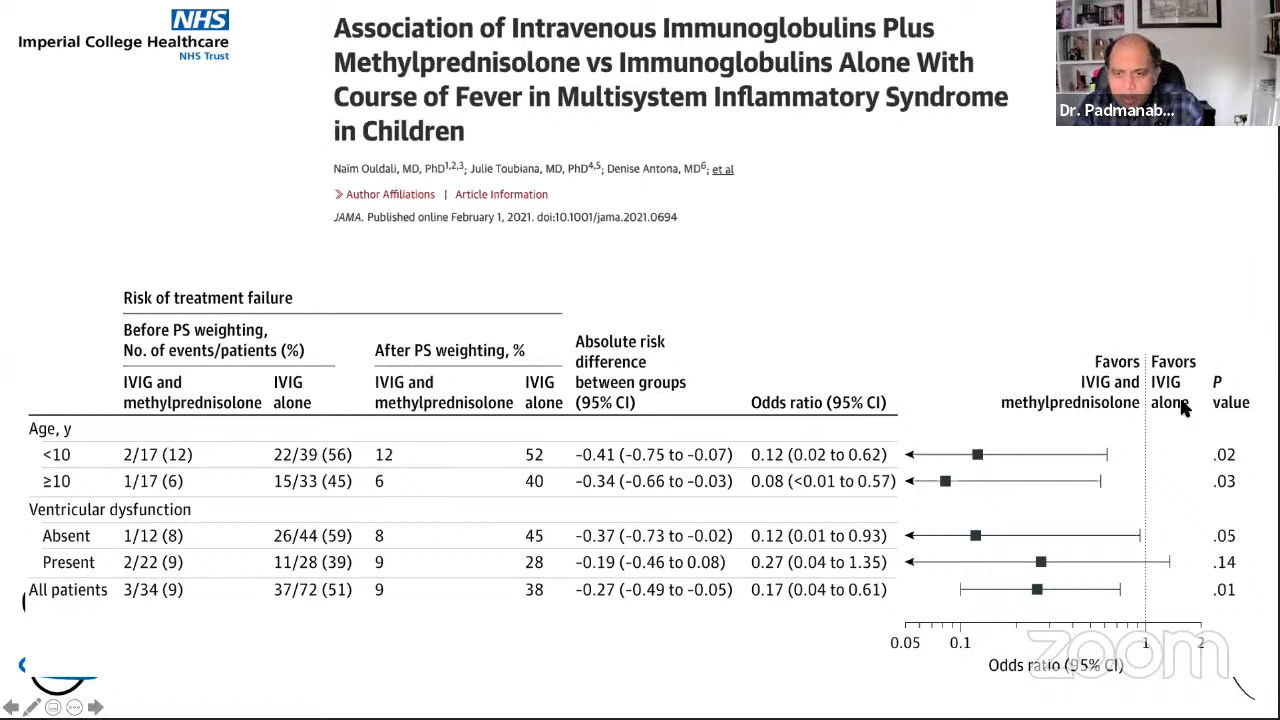 NHS
Imperial College Healthcare
NHS Trust
Association of Intravenous Immunoglobulins Plus
Methylprednisolone vs Immunoglobulins Alone With
Course of Fever in Multisystem Inflammatory Syndrome
in Children
Dr. Padmanab...
Naïm Ouldali, MD, PhD1,2,3; Julie Toubiana, MD, PhD4,5; Denise Antona, MD6; et al
» Author Affiliations | Article Information
JAMA. Published online February 1, 2021. doi:10.1001/jama.2021.0694
Risk of treatment failure
Before PS weighting,
No. of events/patients (%)
After PS weighting, %
Absolute risk
difference
between groups
(95% CI)
Favors
IVIG and
methylprednisolone
Favors
IVIG
alone
P
value
IVIG and
methylprednisolone
IVIG
alone
IVIG and
methylprednisolone
IVIG
alone
Odds ratio (95% CI)
Age, y
<10 2/17 (12) 22/39 (56) 12 52 -0.41 (-0.75 to -0.07) 0.12 (0.02 to 0.62) .02
≥10 1/17 (6) 15/33 (45) 6 40 -0.34 (-0.66 to -0.03) 0.08 (<0.01 to 0.57) .03
Ventricular dysfunction
Absent 1/12 (8) 26/44 (59) 8 45 -0.37 (-0.73 to -0.02) 0.12 (0.01 to 0.93) .05
Present 2/22 (9) 11/28 (39) 9 28 -0.19 (-0.46 to 0.08) 0.27 (0.04 to 1.35) .14
All patients 3/34 (9) 37/72 (51) 9 38 -0.27 (-0.49 to -0.05) 0.17 (0.04 to 0.61) .01
0.05 0.1 1 2
Odds ratio (95% CI)
zoom